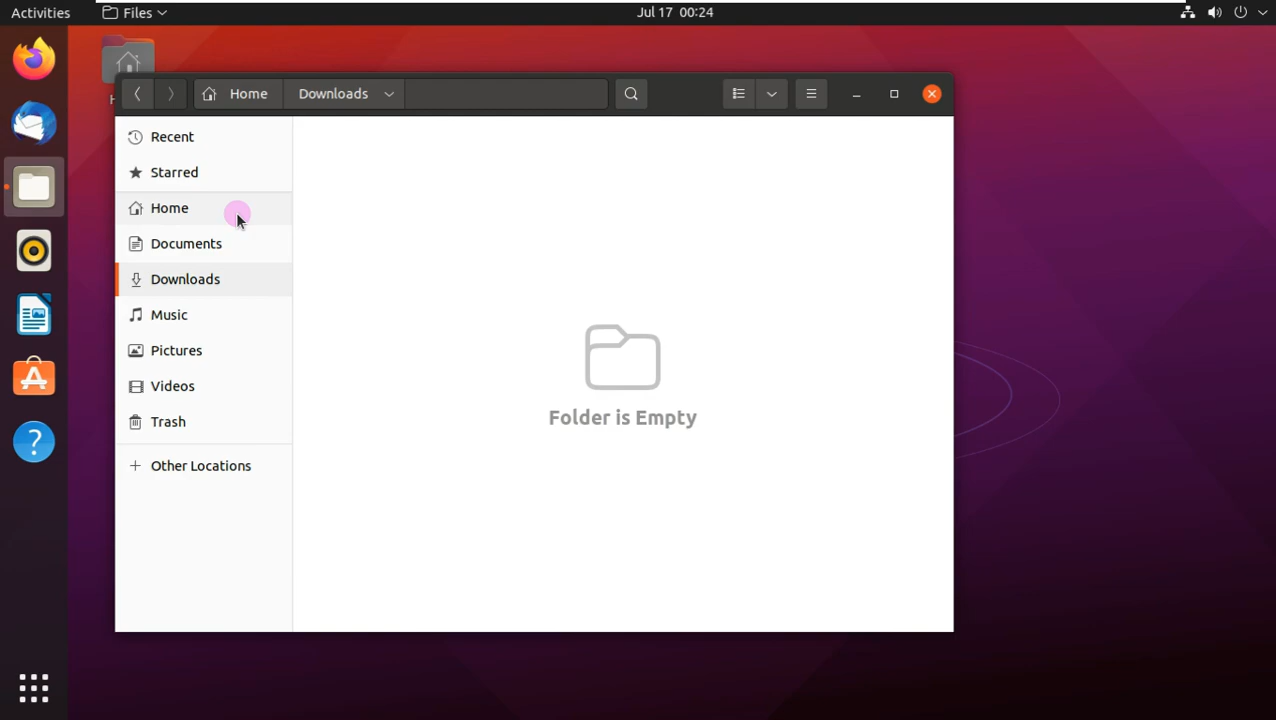 Activities Files Jul 17 00:24
Home Downloads
Recent
Starred
Home
Documents
Downloads
Music
Pictures
Videos
Trash
Other Locations
Folder is Empty